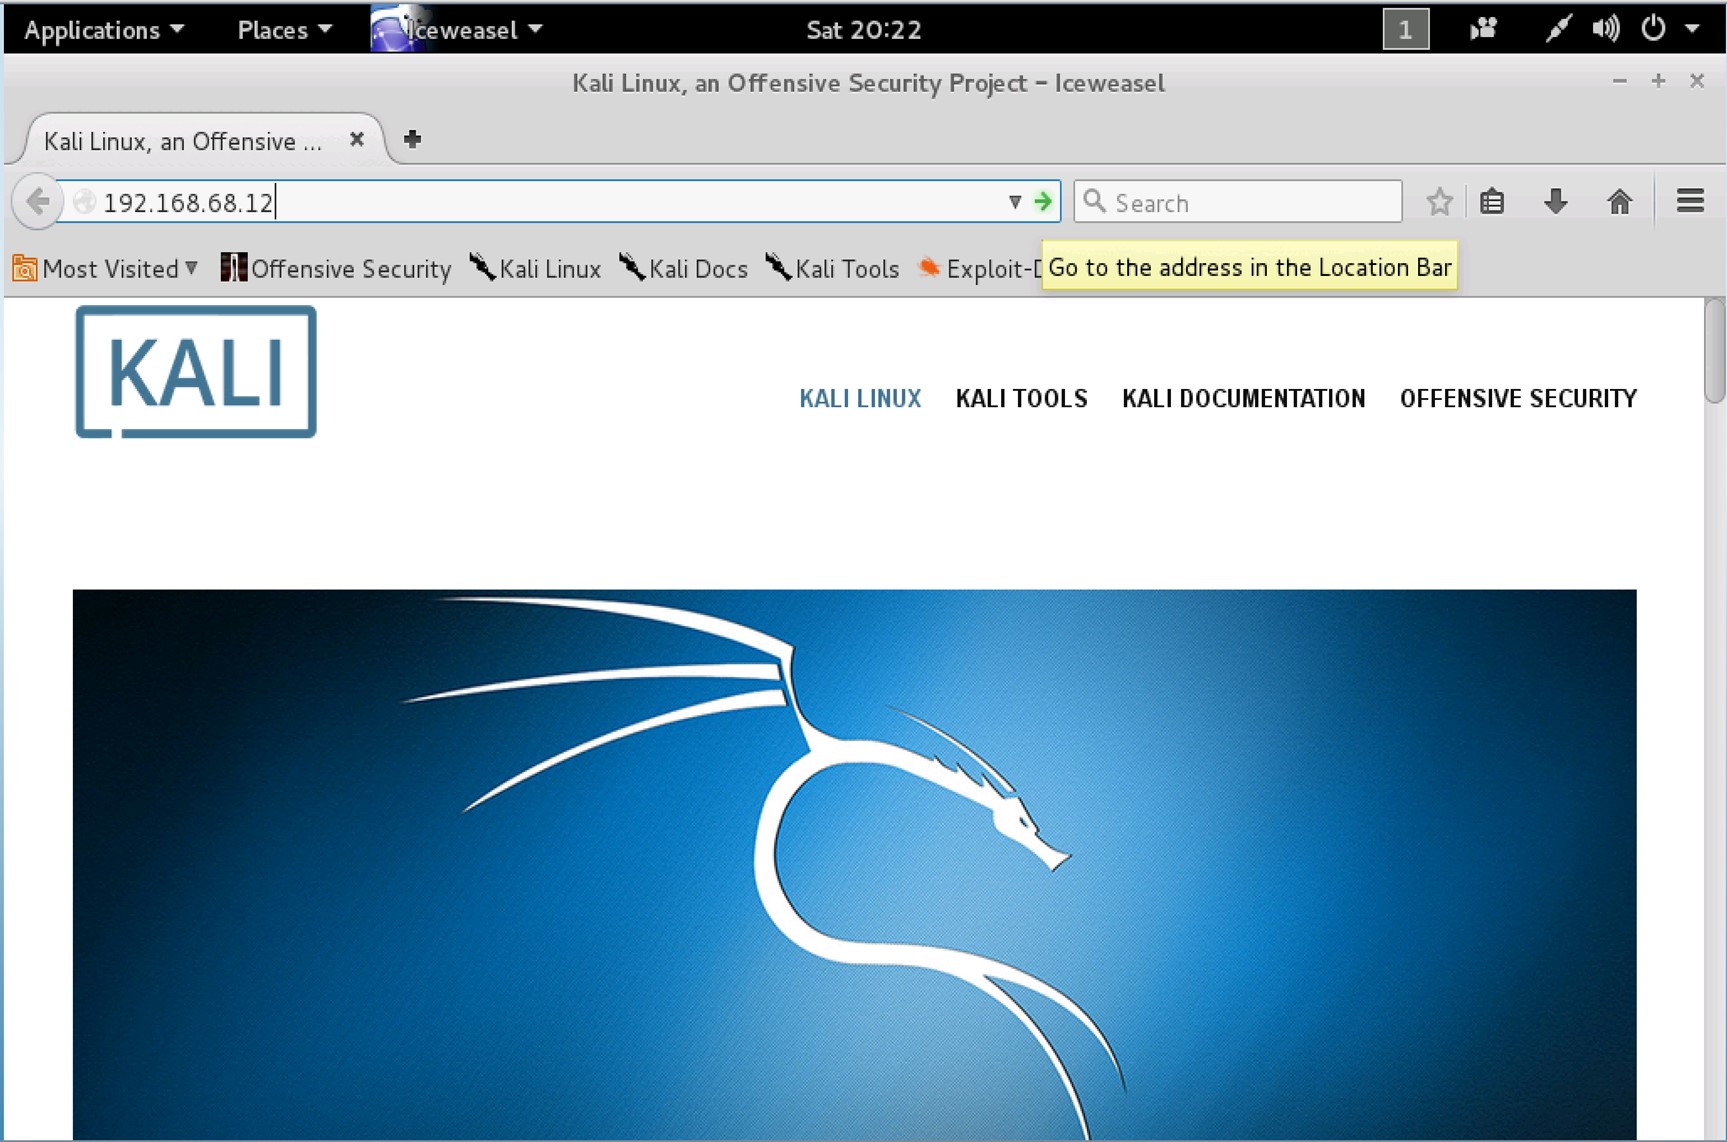 Applications Places Iceweasel Sat 20:22 1
Kali Linux, an Offensive Security Project - Iceweasel
Kali Linux, an Offensive ...
192.168.68.12 Search
Most Visited Offensive Security Kali Linux Kali Docs Kali Tools Exploit-D
Go to the address in the Location Bar
KALI
KALI LINUX KALI TOOLS KALI DOCUMENTATION OFFENSIVE SECURITY